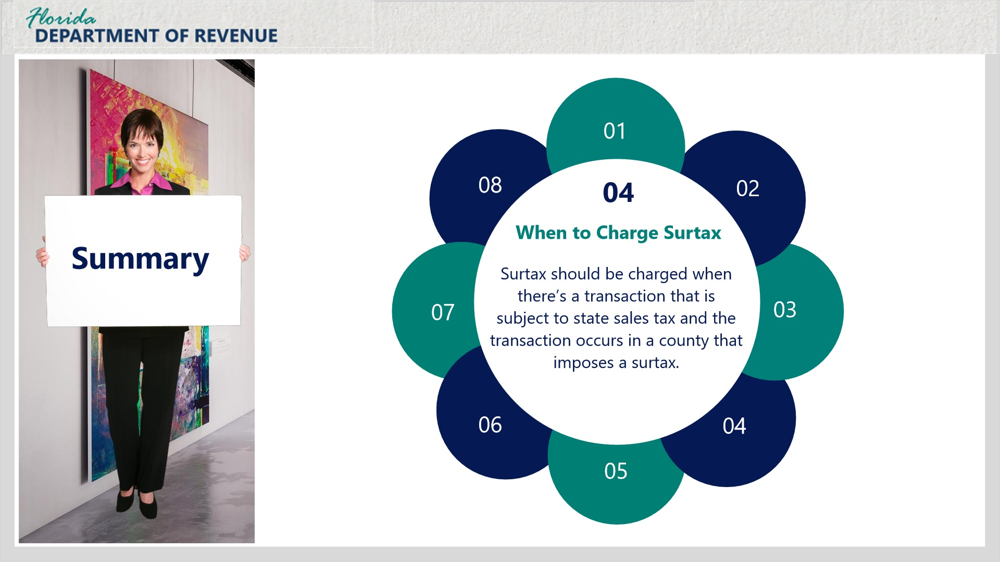 Florida
DEPARTMENT OF REVENUE
Summary
01
02
03
04
05
06
07
08
04
When to Charge Surtax
Surtax should be charged when
there’s a transaction that is
subject to state sales tax and the
transaction occurs in a county that
imposes a surtax.